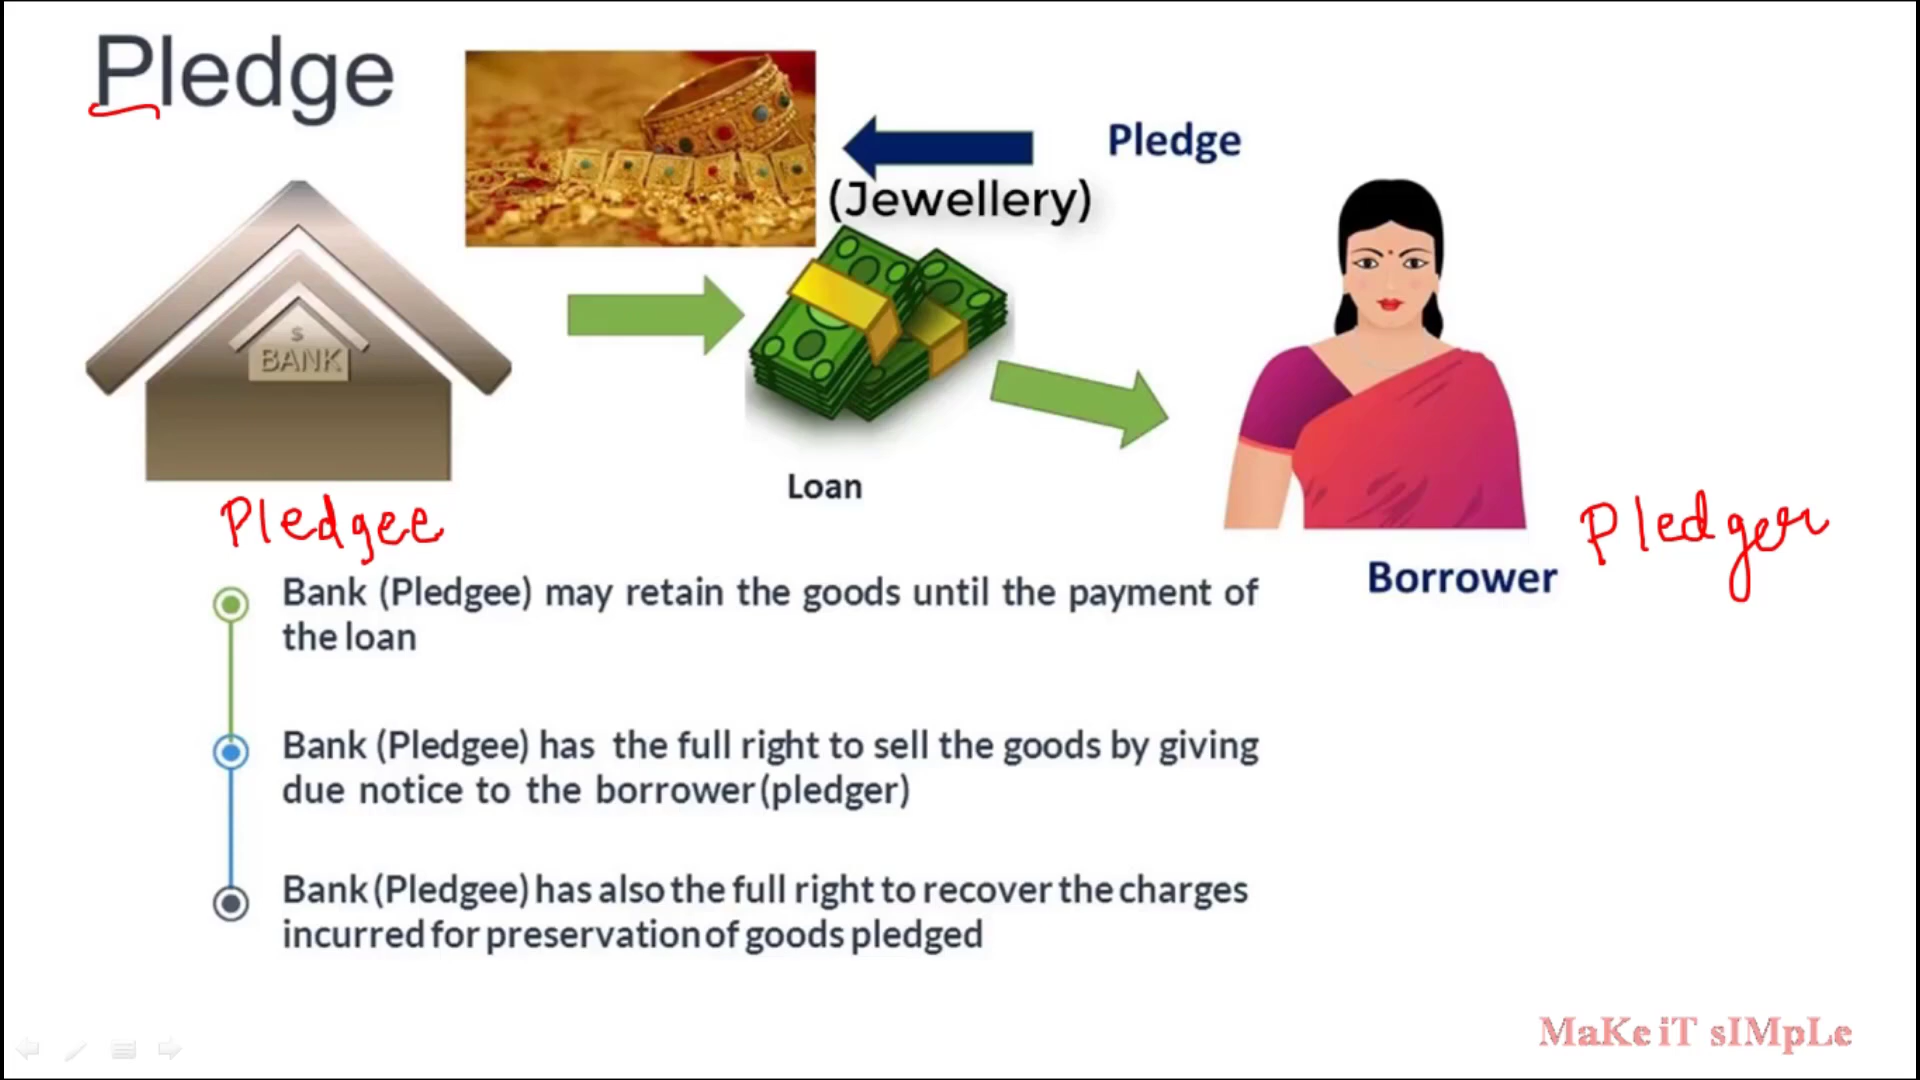 Pledge
Pledge
(Jewellery)
$
BANK
Loan
Pledgee
Pledger
Borrower
Bank (Pledgee) may retain the goods until the payment of
the loan
Bank (Pledgee) has the full right to sell the goods by giving
due notice to the borrower(pledger)
Bank (Pledgee) has also the full right to recover the charges
incurred for preservation of goods pledged
MaKe iT sIMpLe